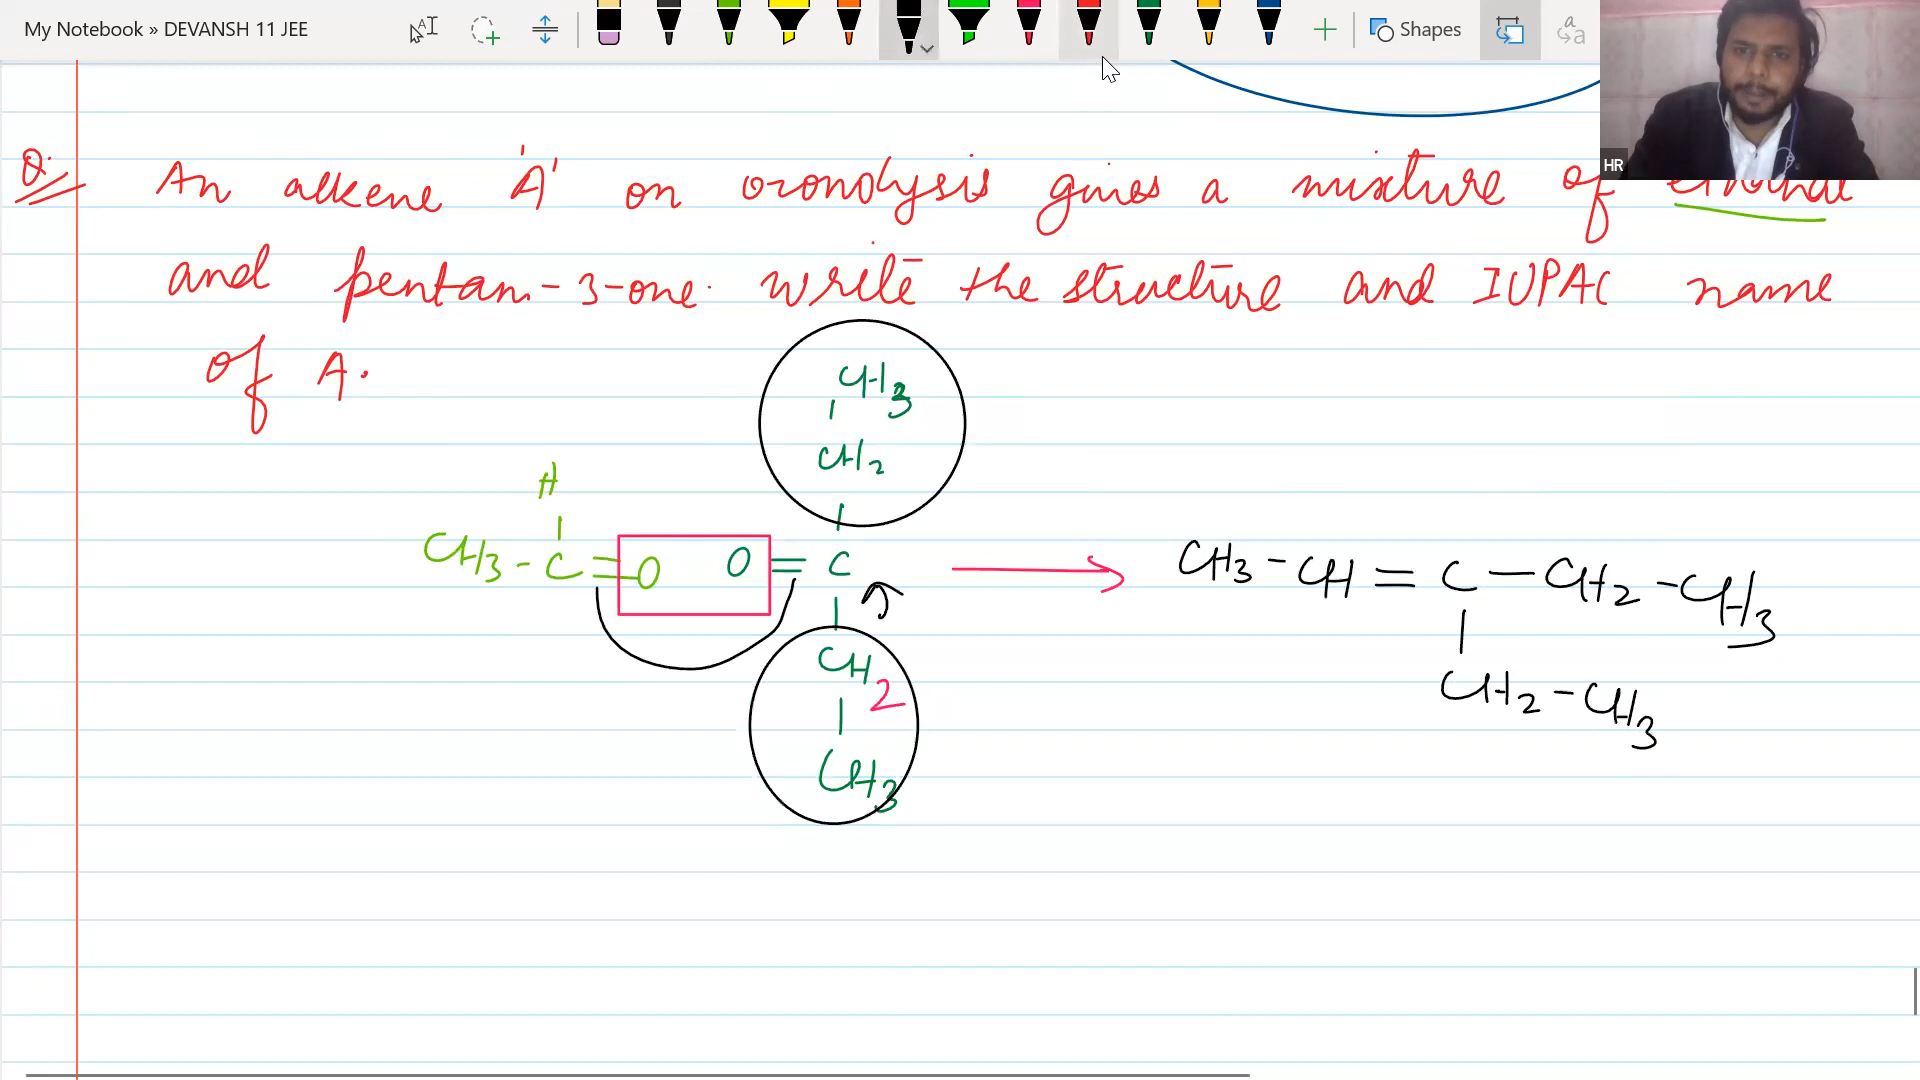 My Notebook » DEVANSH 11 JEE
Shapes
HR
Q. An alkene 'A' on ozonolysis gives a mixture of
and pentan-3-one. write the structure and IUPAC name
of A.
CH3
CH2
H
CH3-C=O O=C
CH2
CH3
CH3-CH=C-CH2-CH3
CH2-CH3